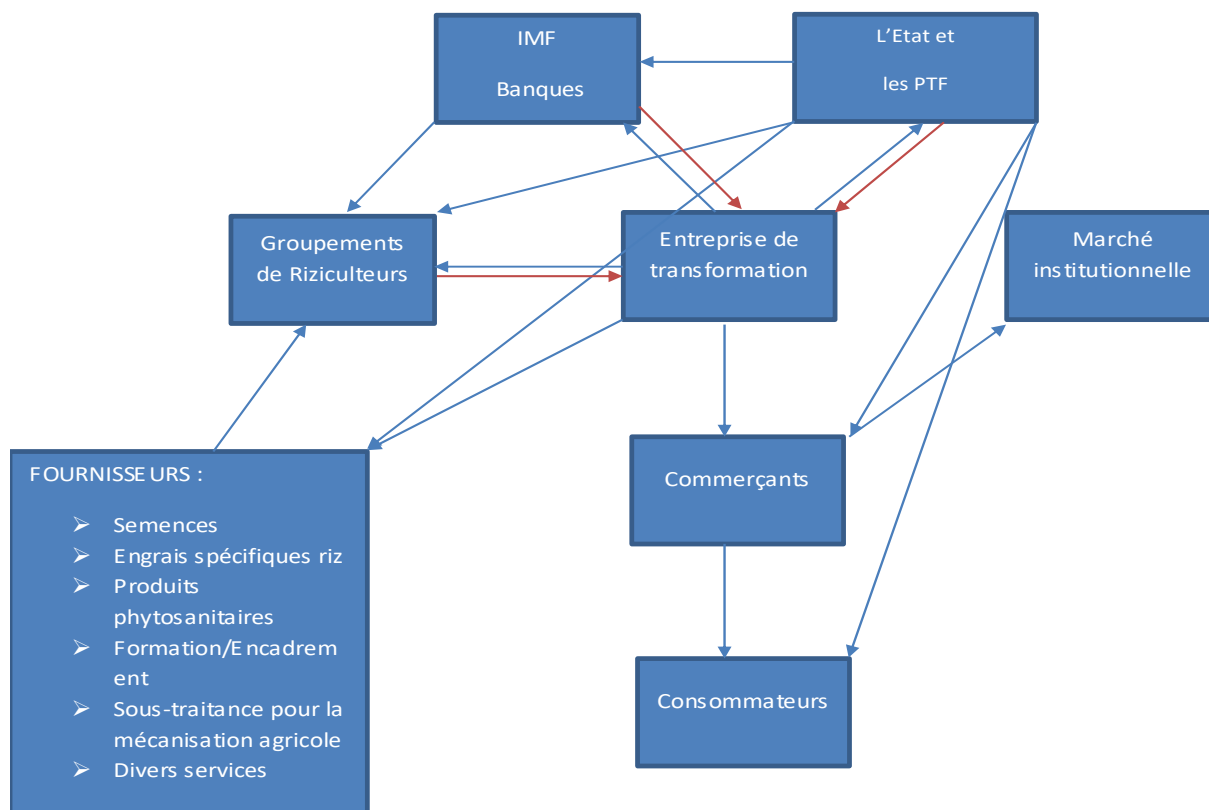 IMF
Banques
L'Etat et
les PTF
Groupements
de Riziculteurs
Entreprise de
transformation
Marché
institutionnelle
FOURNISSEURS :
➢ Semences
➢ Engrais spécifiques riz
➢ Produits
phytosanitaires
➢ Formation/Encadrem
ent
➢ Sous-traitance pour la
mécanisation agricole
➢ Divers services
Commerçants
Consommateurs